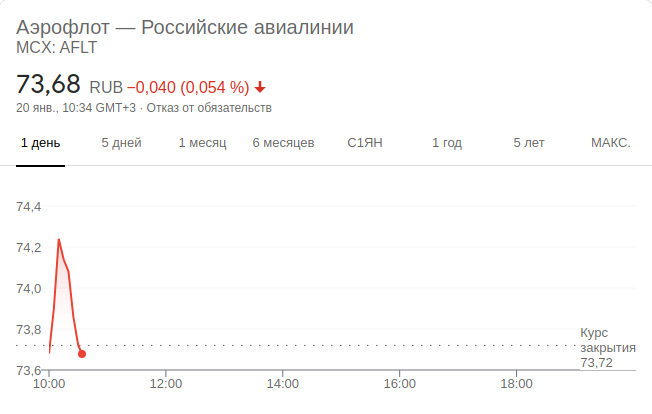 Аэрофлот — Российские авиалинии
MCX: AFLT
73,68 RUB −0,040 (0,054 %)
20 янв., 10:34 GMT+3 · Отказ от обязательств
1 день 5 дней 1 месяц 6 месяцев С1ЯН 1 год 5 лет МАКС.
74,4
74,2
74,0
73,8
73,6
Курс
закрытия
73,72
10:00 12:00 14:00 16:00 18:00